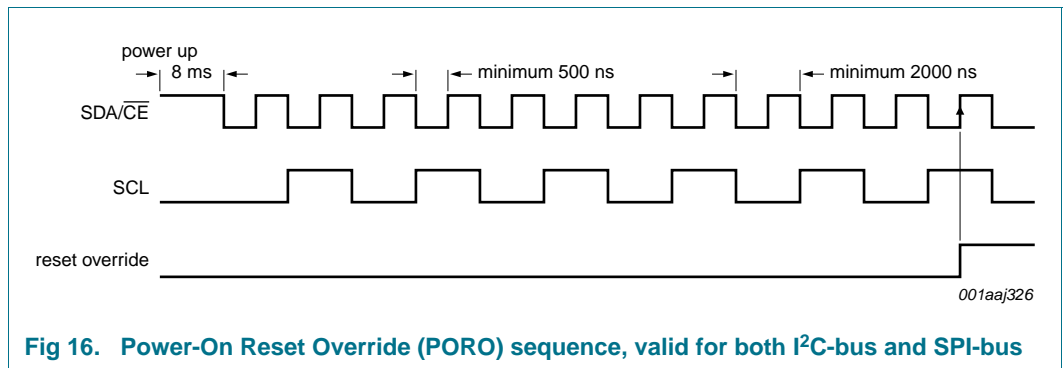 power up
8 ms
minimum 500 ns
minimum 2000 ns
SDA/C̅E̅
SCL
reset override
001aaj326
Fig 16. Power-On Reset Override (PORO) sequence, valid for both I²C-bus and SPI-bus